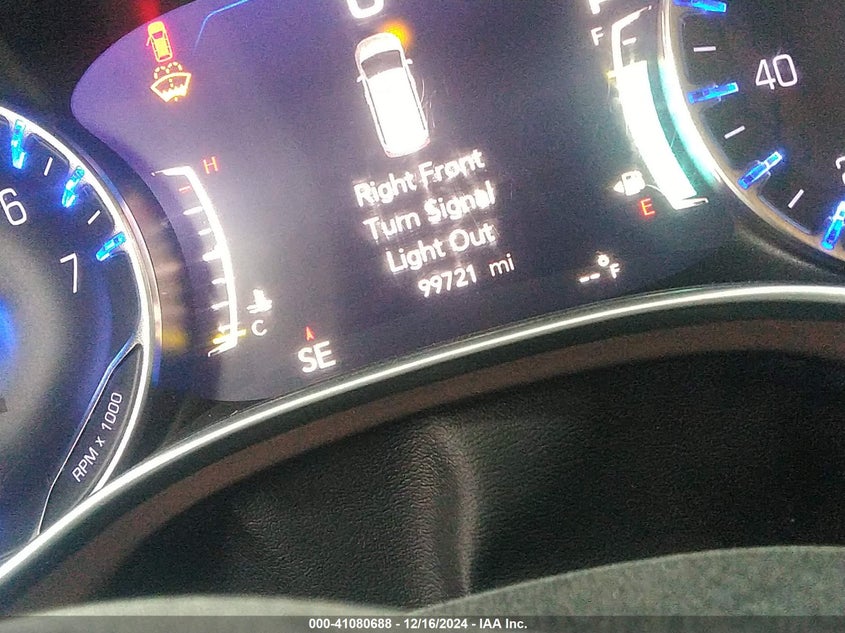 F
40
H
6
7
Right Front
Turn Signal
Light Out
99721 mi
E
--°F
C
SE
RPM x 1000
000-41080688 - 12/16/2024 - IAA Inc.